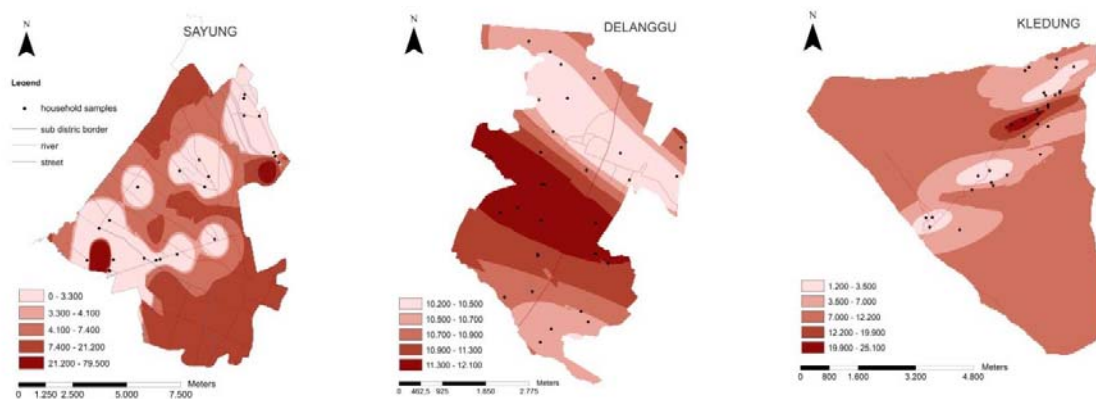 N
SAYUNG
Legend
household samples
sub distric border
river
street
0 - 3.300
3.300 - 4.100
4.100 - 7.400
7.400 - 21.200
21.200 - 79.500
Meters
0 1.250 2.500 5.000 7.500
N
DELANGGU
10.200 - 10.500
10.500 - 10.700
10.700 - 10.900
10.900 - 11.300
11.300 - 12.100
Meters
0 462,5 925 1.850 2.775
N
KLEDUNG
1.200 - 3.500
3.500 - 7.000
7.000 - 12.200
12.200 - 19.900
19.900 - 25.100
Meters
0 800 1.600 3.200 4.800